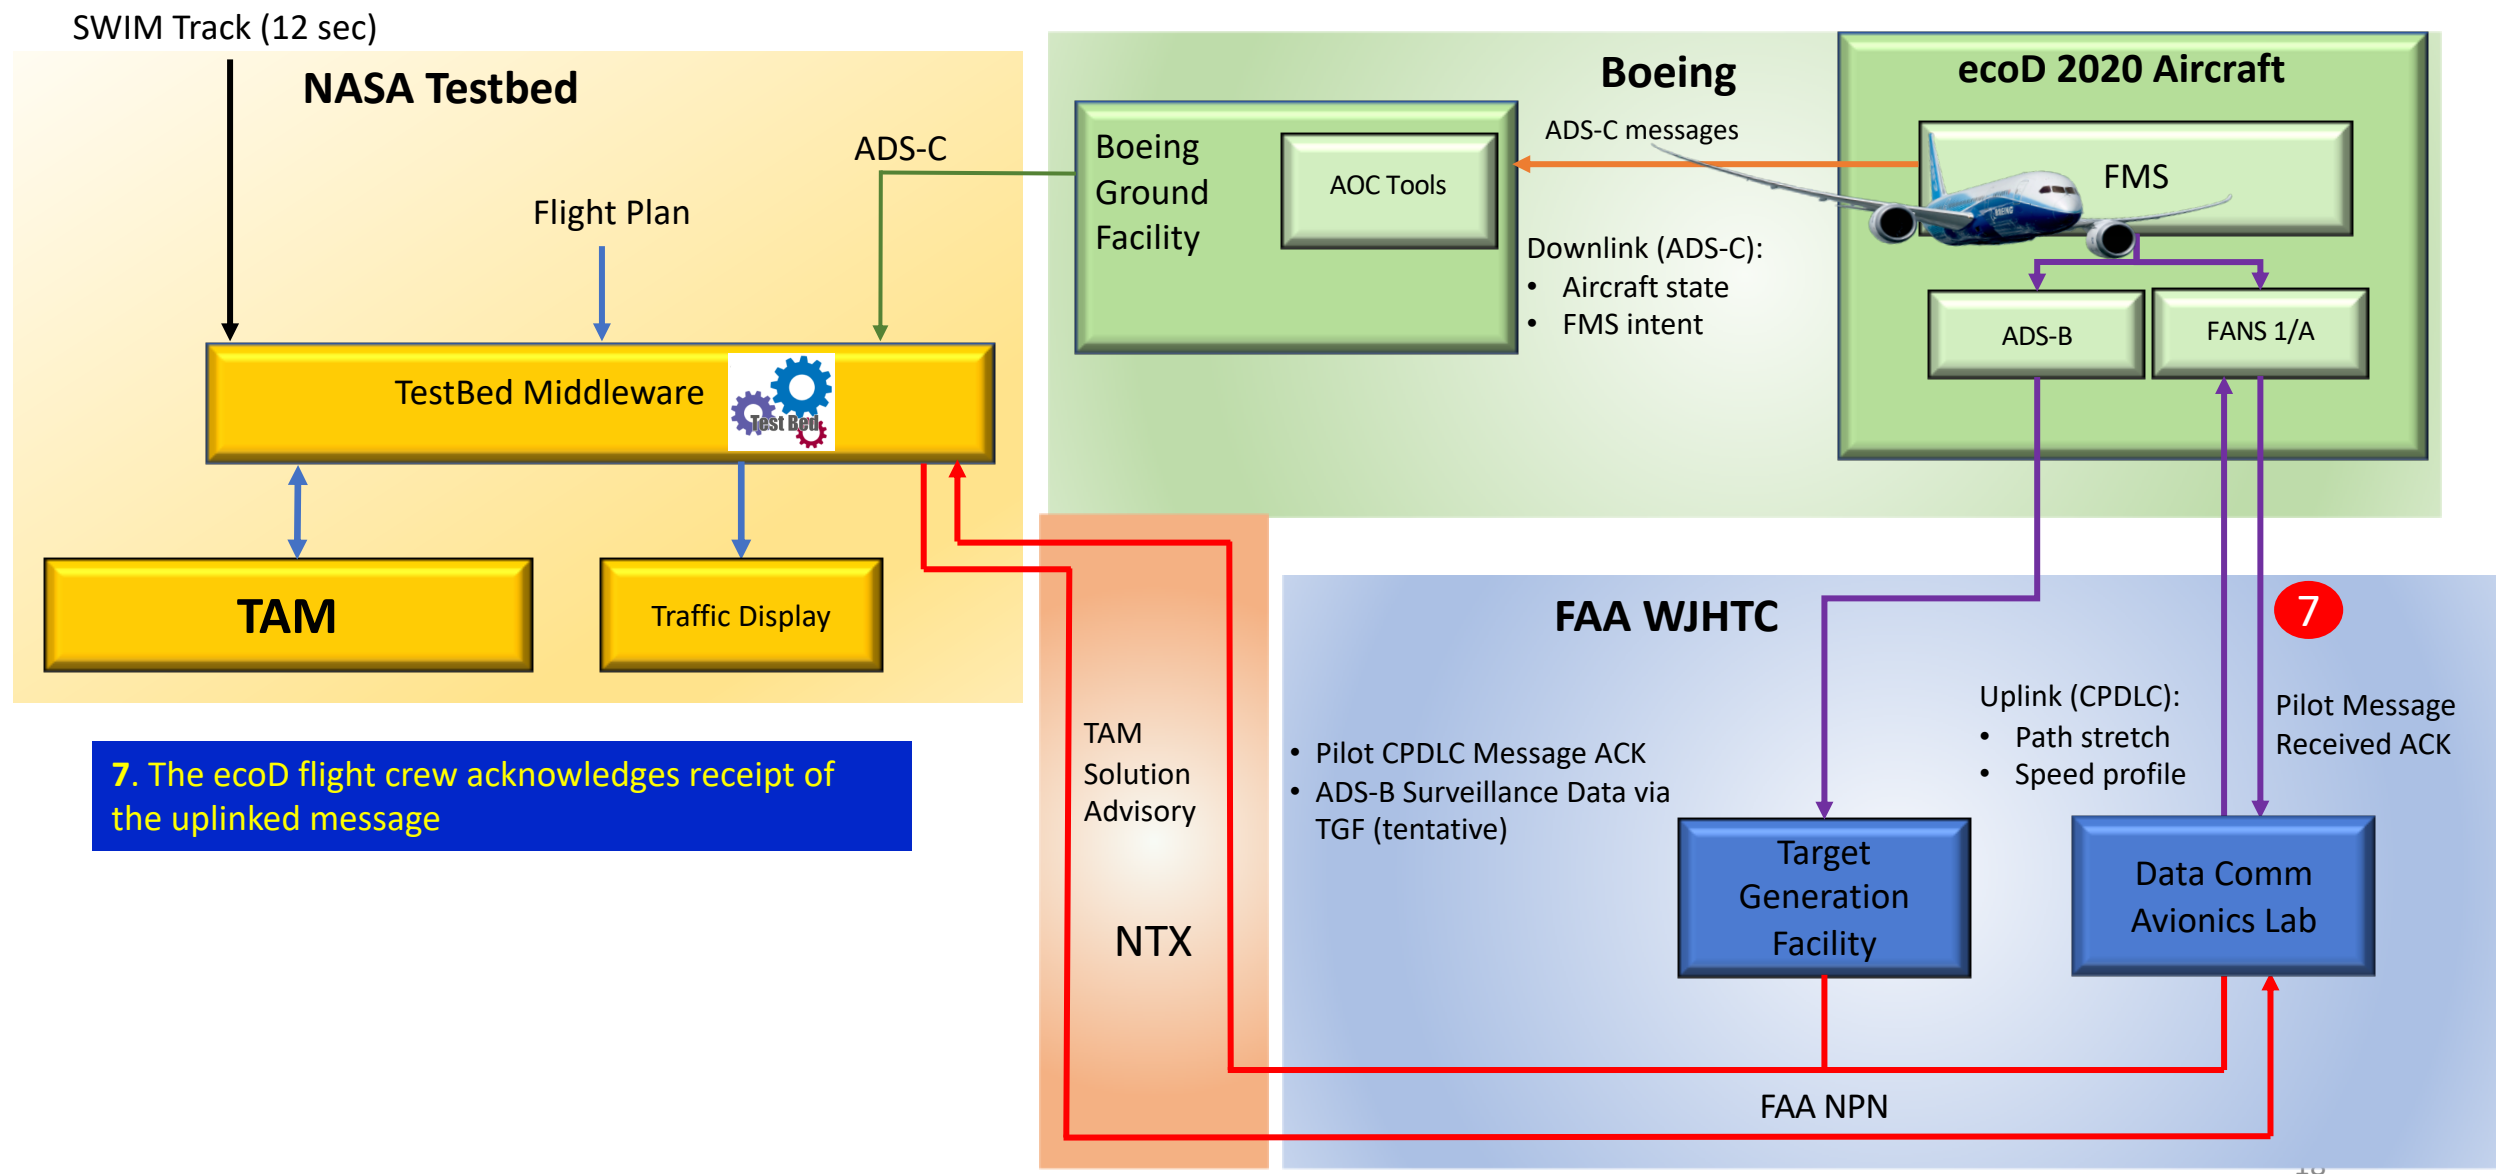 SWIM Track (12 sec)
NASA Testbed
ADS-C
Flight Plan
TestBed Middleware
Test Bed
TAM
Traffic Display
7. The ecoD flight crew acknowledges receipt of
the uplinked message
Boeing
Boeing
Ground
Facility
AOC Tools
ADS-C messages
Downlink (ADS-C):
• Aircraft state
• FMS intent
ecoD 2020 Aircraft
FMS
BOEING
ADS-B
FANS 1/A
TAM
Solution
Advisory
NTX
FAA WJHTC
7
• Pilot CPDLC Message ACK
• ADS-B Surveillance Data via
TGF (tentative)
Uplink (CPDLC):
• Path stretch
• Speed profile
Pilot Message
Received ACK
Target
Generation
Facility
Data Comm
Avionics Lab
FAA NPN
18